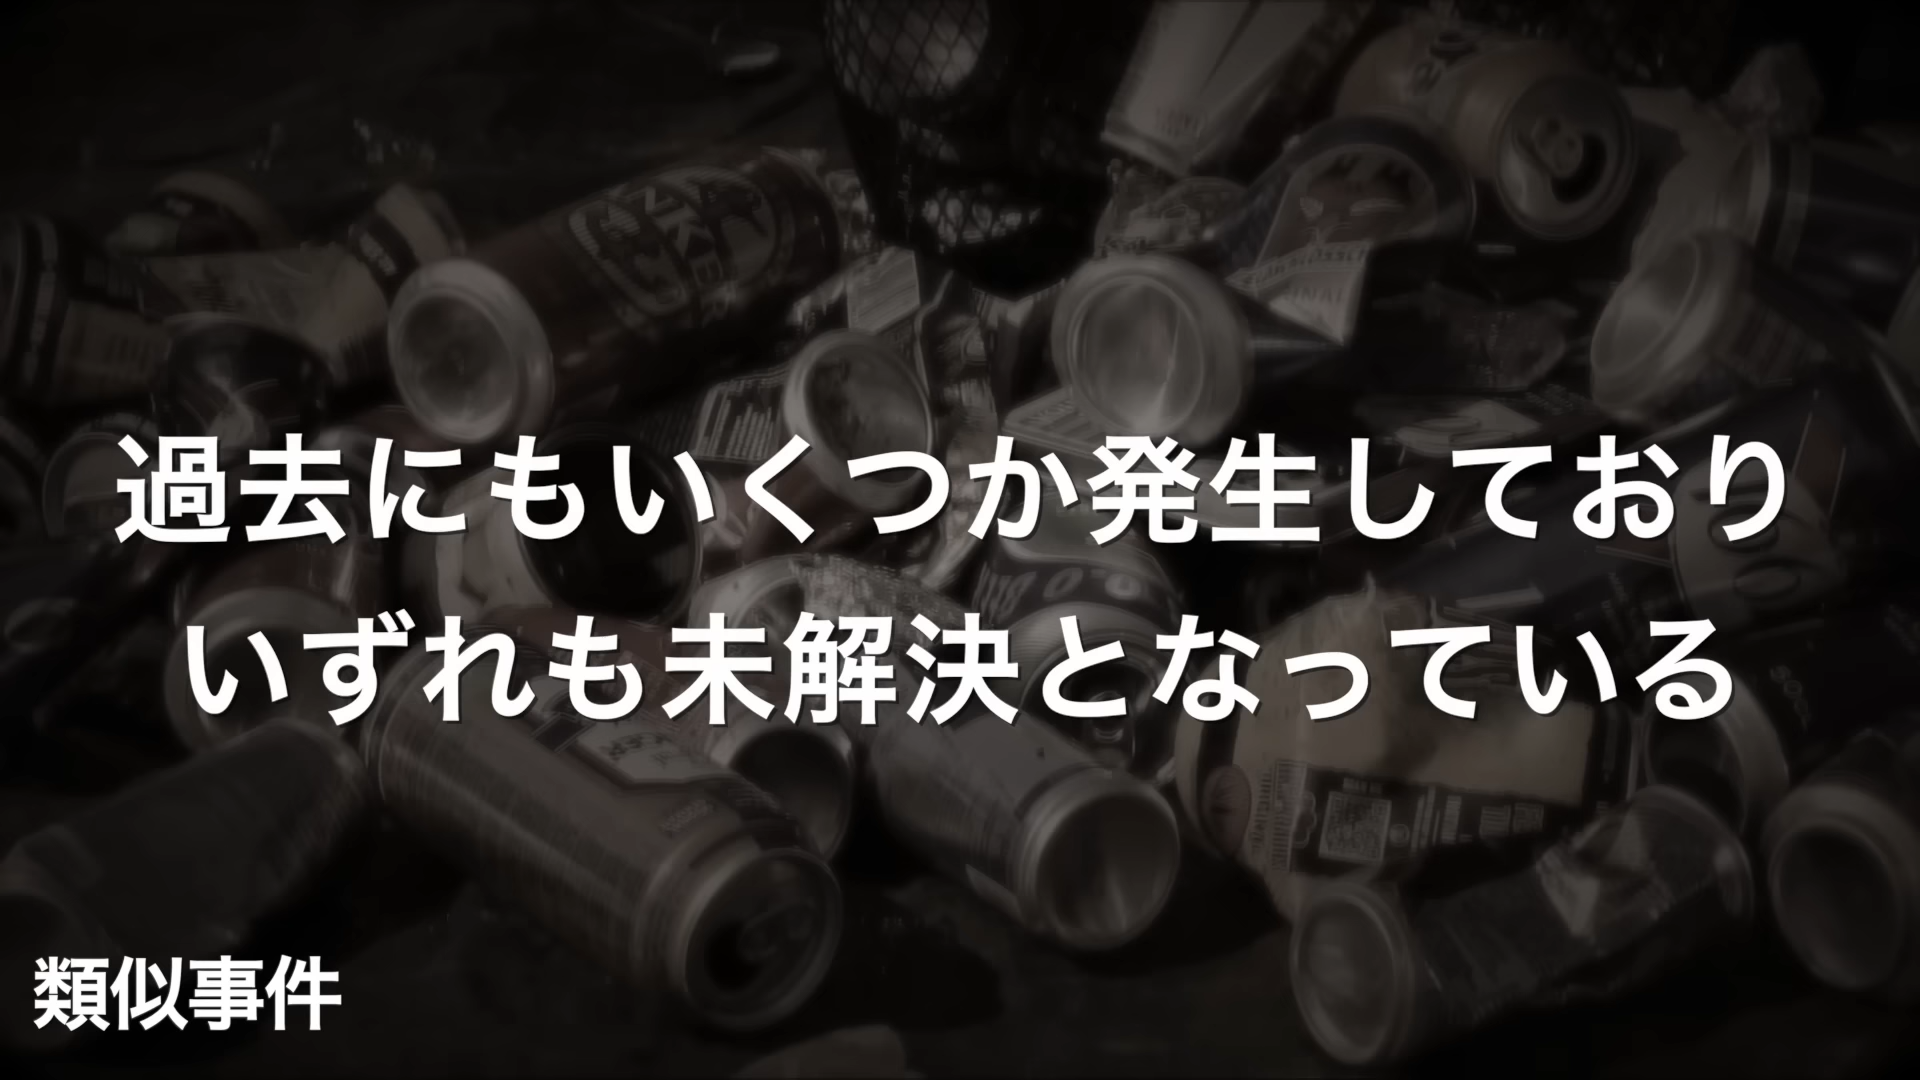 過去にもいくつか発生しており
いずれも未解決となっている
類似事件